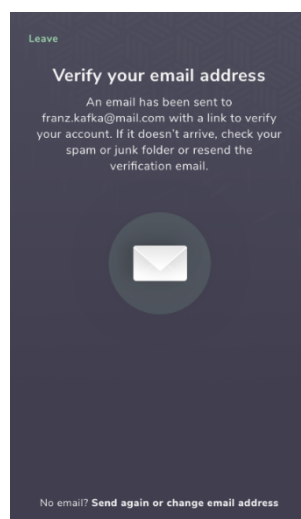 Leave
Verify your email address
An email has been sent to
franz.kafka@mail.com with a link to verify
your account. If it doesn't arrive, check your
spam or junk folder or resend the
verification email.
No email? Send again or change email address